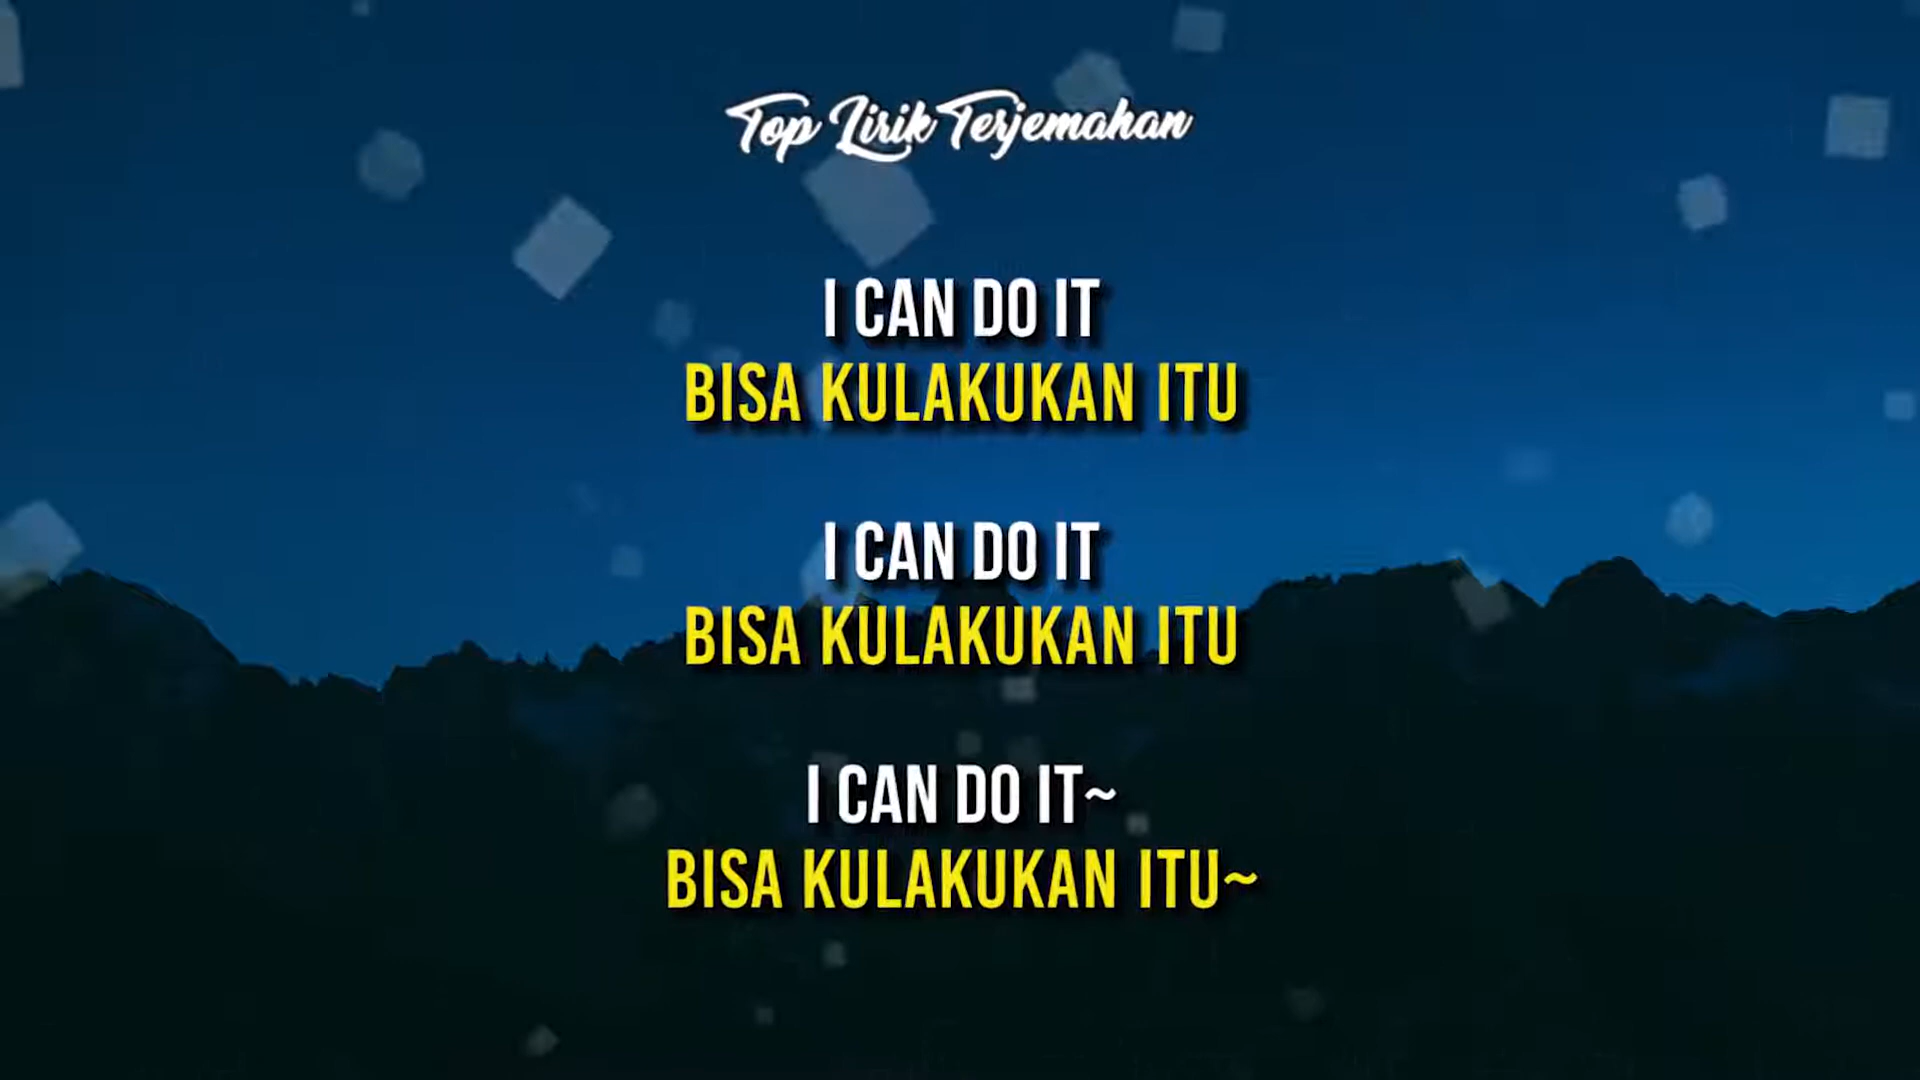 Top Lirik Terjemahan
I CAN DO IT
BISA KULAKUKAN ITU
I CAN DO IT
BISA KULAKUKAN ITU
I CAN DO IT~
BISA KULAKUKAN ITU~